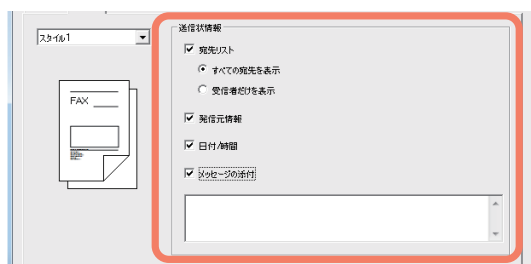 スタイル1
FAX
送信状情報
宛先リスト
すべての宛先を表示
受信者だけを表示
発信元情報
日付/時間
メッセージの添付